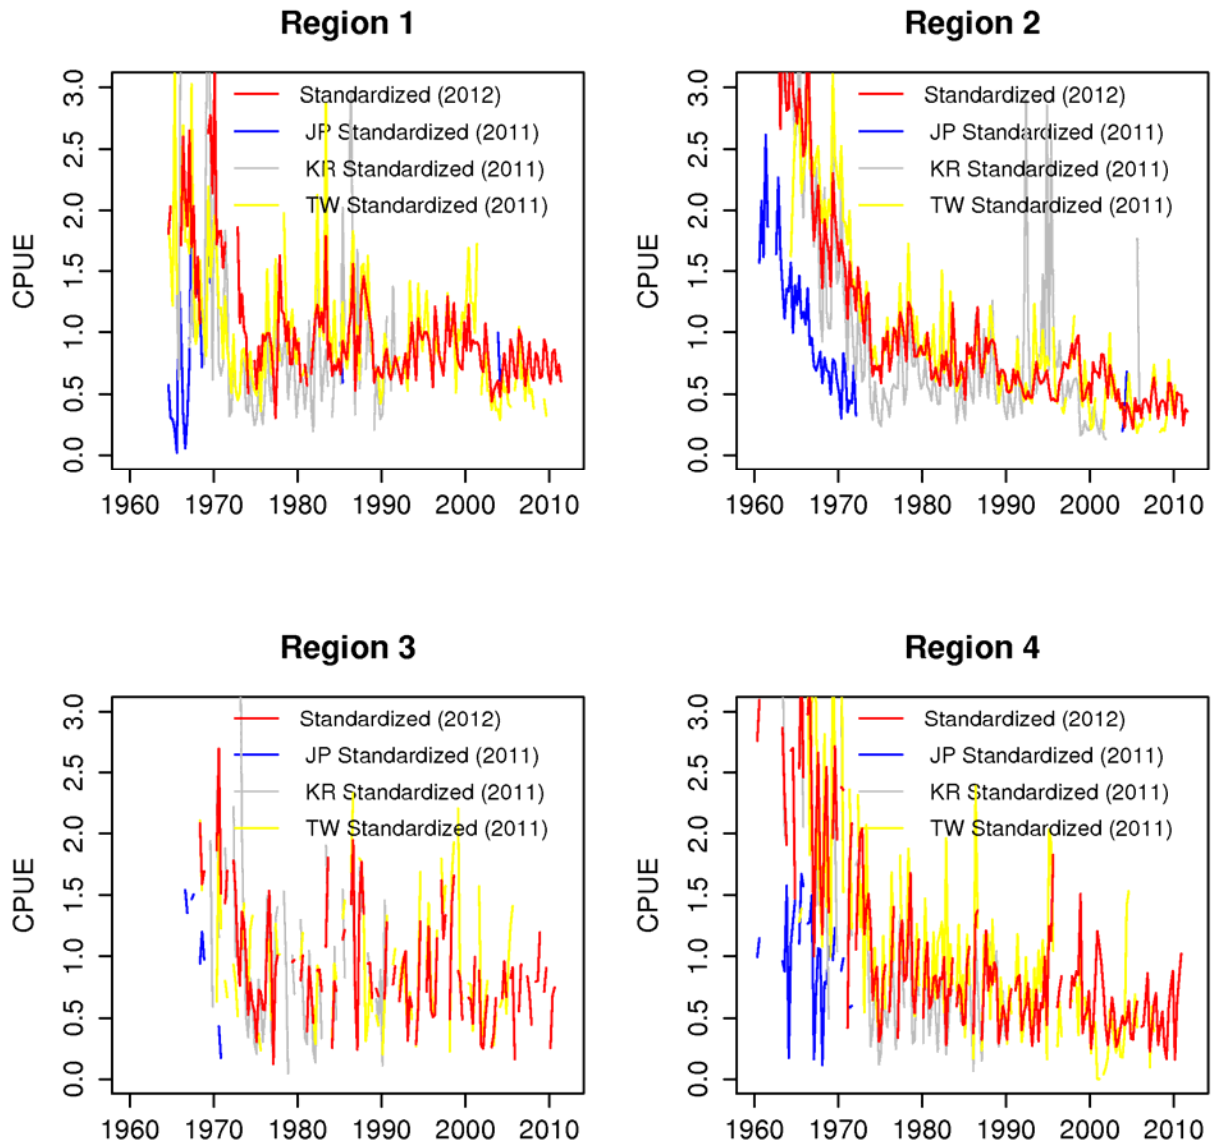 Region 1
CPUE
3.0
2.5
2.0
1.5
1.0
0.5
0.0
Standardized (2012)
JP Standardized (2011)
KR Standardized (2011)
TW Standardized (2011)
1960 1970 1980 1990 2000 2010
Region 2
CPUE
3.0
2.5
2.0
1.5
1.0
0.5
0.0
Standardized (2012)
JP Standardized (2011)
KR Standardized (2011)
TW Standardized (2011)
1960 1970 1980 1990 2000 2010
Region 3
CPUE
3.0
2.5
2.0
1.5
1.0
0.5
0.0
Standardized (2012)
JP Standardized (2011)
KR Standardized (2011)
TW Standardized (2011)
1960 1970 1980 1990 2000 2010
Region 4
CPUE
3.0
2.5
2.0
1.5
1.0
0.5
0.0
Standardized (2012)
JP Standardized (2011)
KR Standardized (2011)
TW Standardized (2011)
1960 1970 1980 1990 2000 2010